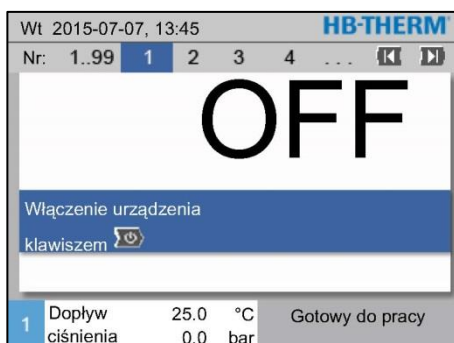 Wt 2015-07-07, 13:45 HB-THERM
Nr: 1..99 1 2 3 4 ...
OFF
Włączenie urządzenia
klawiszem
1 Dopływ 25.0 °C Gotowy do pracy
ciśnienia 0.0 bar